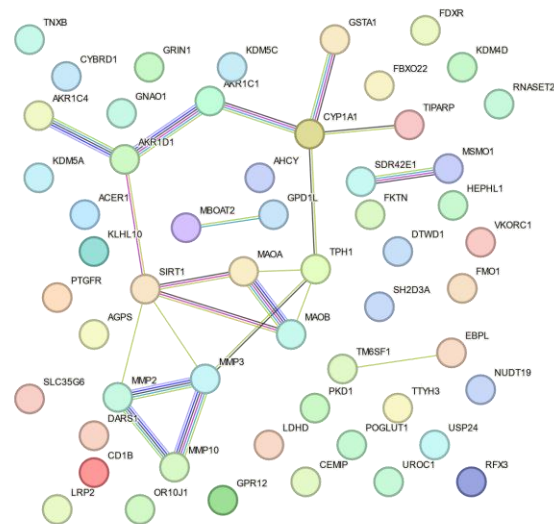 TNXB
CYBRD1
GRIN1
KDM5C
GSTA1
FDXR
KDM4D
FBXO22
RNASET2
AKR1C4
GNAO1
AKR1C1
CYP1A1
TIPARP
AKR1D1
KDM5A
AHCY
SDR42E1
MSMO1
ACER1
MBOAT2
GPD1L
FKTN
HEPHL1
KLHL10
DTWD1
VKORC1
SIRT1
MAOA
TPH1
PTGFR
FMO1
SH2D3A
AGPS
MAOB
TM6SF1
EBPL
MMP2
MMP3
NUDT19
SLC35G6
PKD1
TTYH3
DARS1
LDHD
POGLUT1
USP24
CD1B
MMP10
CEMIP
UROC1
RFX3
LRP2
OR10J1
GPR12